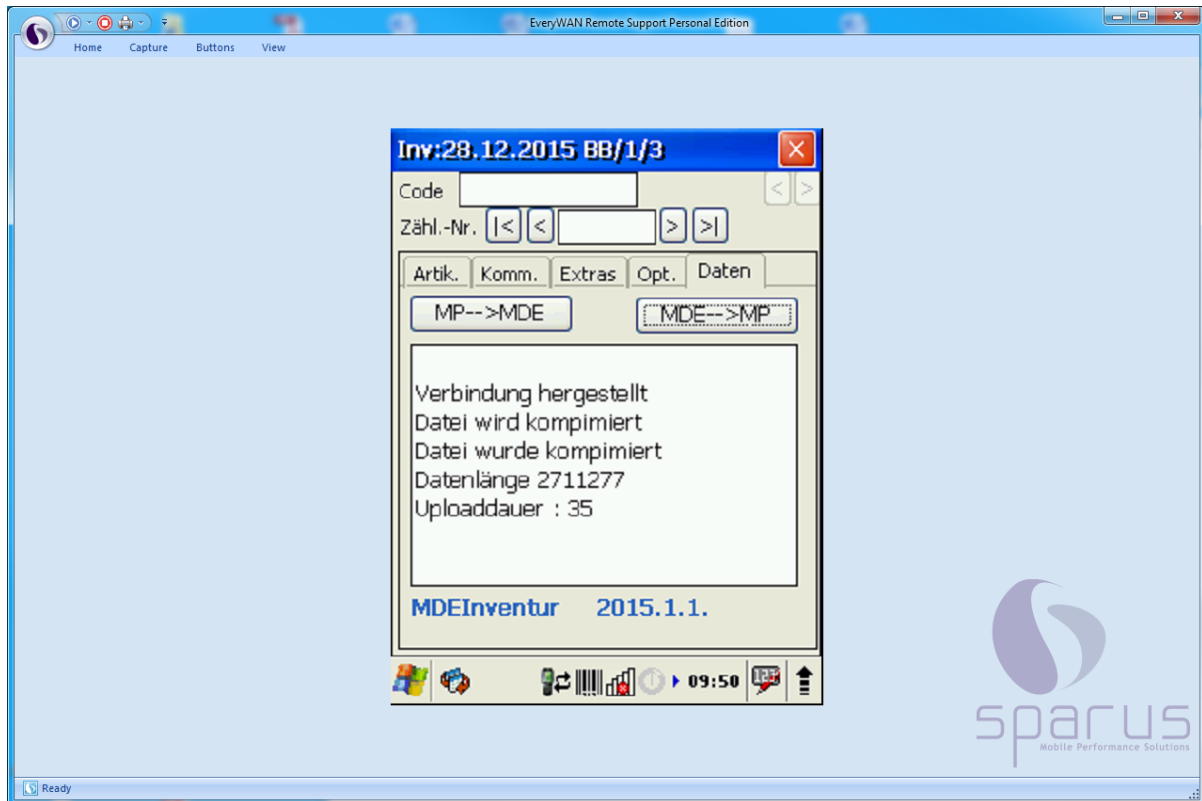 EveryWAN Remote Support Personal Edition
Home Capture Buttons View
Inv:28.12.2015 BB/1/3
Code < >
Zähl.-Nr. |< < > >|
Artik. Komm. Extras Opt. Daten
MP-->MDE MDE-->MP
Verbindung hergestellt
Datei wird kompimiert
Datei wurde kompimiert
Datenlänge 2711277
Uploaddauer : 35
MDEInventur 2015.1.1.
09:50
sparus
Mobile Performance Solutions
Ready